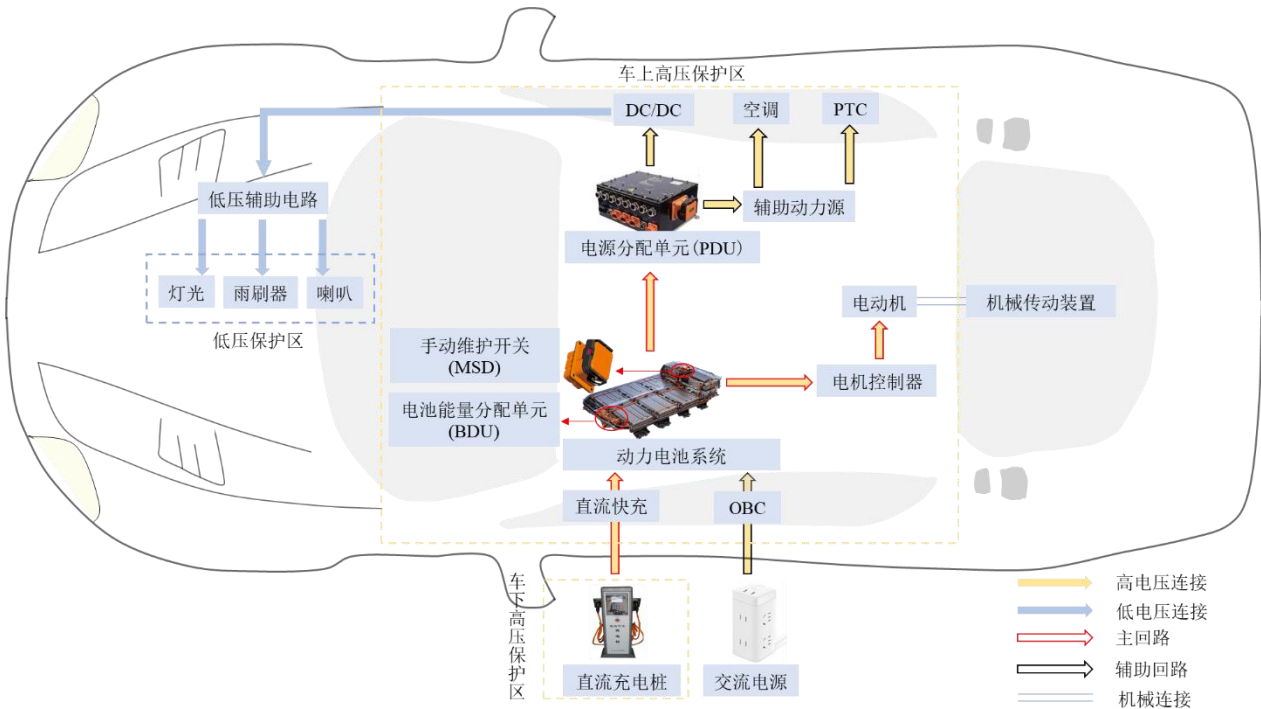 车上高压保护区
DC/DC
空调
PTC
低压辅助电路
辅助动力源
电源分配单元(PDU)
灯光
雨刷器
喇叭
低压保护区
电动机
机械传动装置
手动维护开关
(MSD)
电机控制器
电池能量分配单元
(BDU)
动力电池系统
直流快充
OBC
车下高压保护区
直流充电桩
交流电源
高电压连接
低电压连接
主回路
辅助回路
机械连接